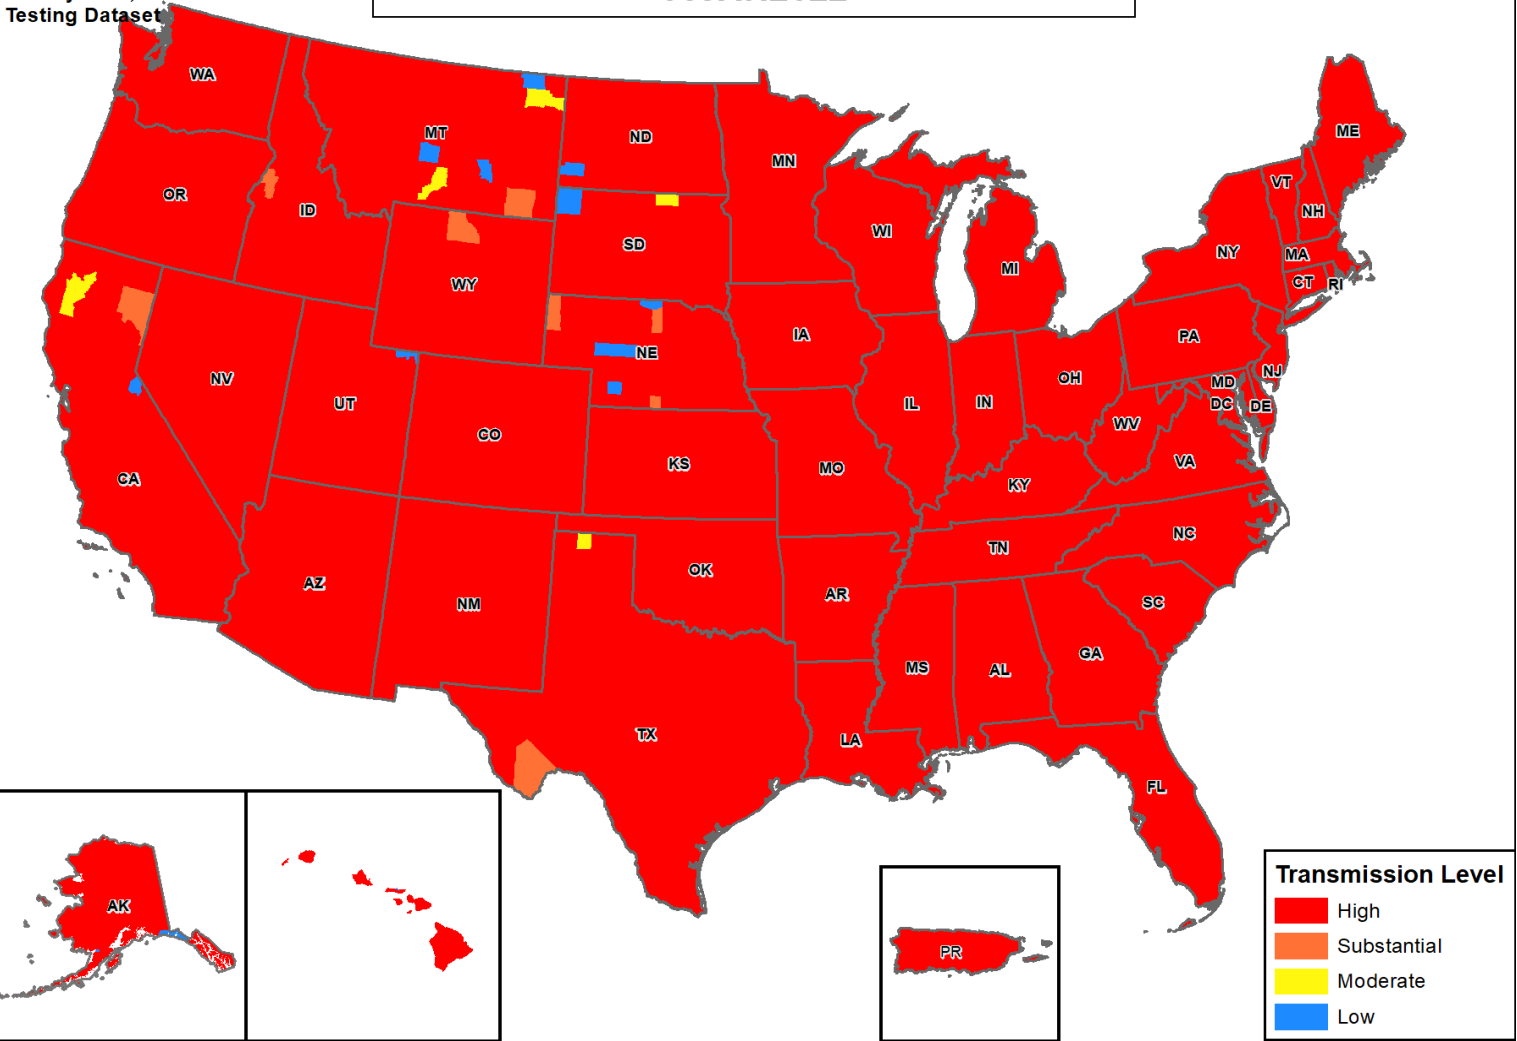 Testing Dataset
WA
MT
ND
MN
ME
OR
ID
VT
NH
WI
NY
SD
MA
MI
WY
CT
RI
IA
PA
NE
NV
OH
NJ
UT
IL
IN
MD
DC
DE
CO
WV
KS
MO
VA
CA
KY
NC
TN
OK
AZ
AR
NM
SC
GA
MS
AL
TX
LA
FL
AK
PR
Transmission Level
High
Substantial
Moderate
Low